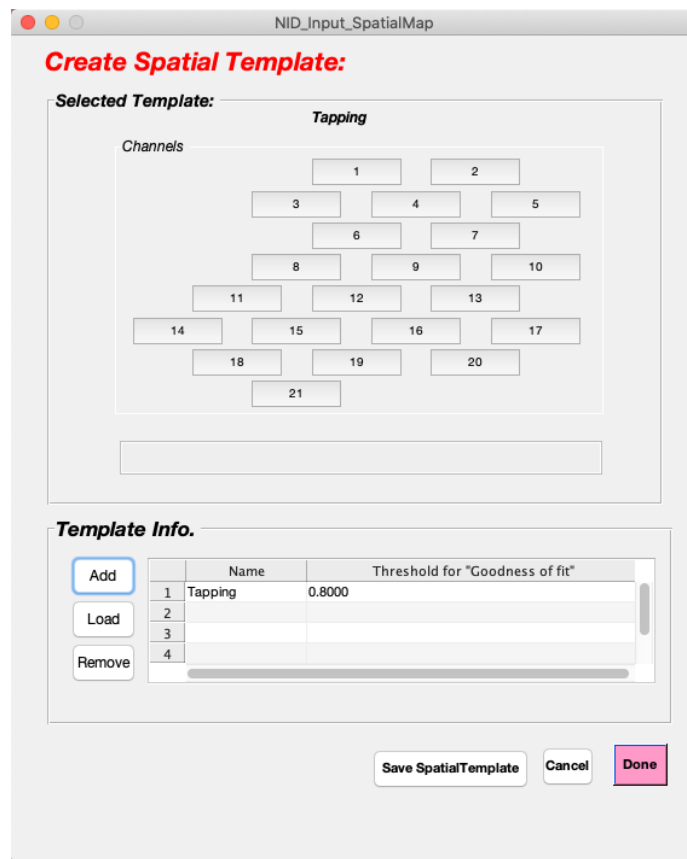 NID_Input_SpatialMap
Create Spatial Template:
Selected Template:
Tapping
Channels
1 2
3 4 5
6 7
8 9 10
11 12 13
14 15 16 17
18 19 20
21
Template Info.
Add
Load
Remove
Name Threshold for "Goodness of fit"
1 Tapping 0.8000
2
3
4
Save SpatialTemplate Cancel Done